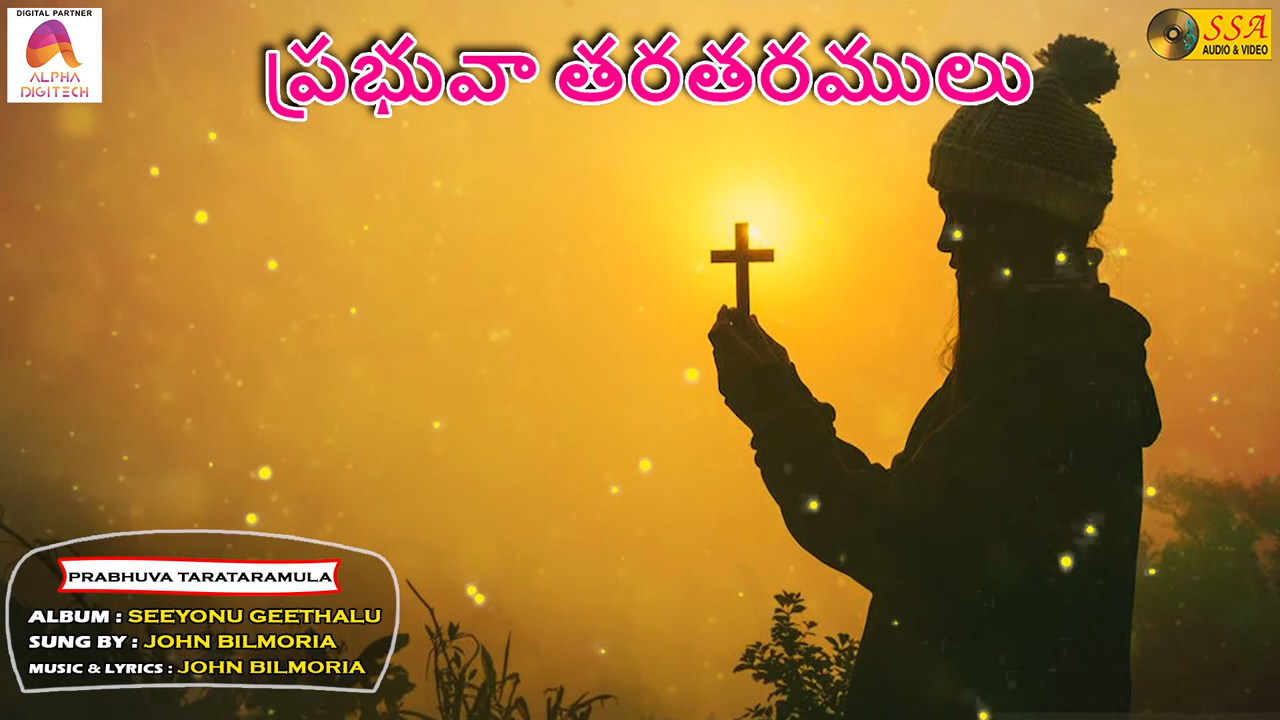 DIGITAL PARTNER
ALPHA
DIGITECH
ప్రభువా తరతరములు
SSA
AUDIO & VIDEO
PRABHUVA TARATARAMULA
ALBUM : SEEYONU GEETHALU
SUNG BY : JOHN BILMORIA
MUSIC & LYRICS : JOHN BILMORIA